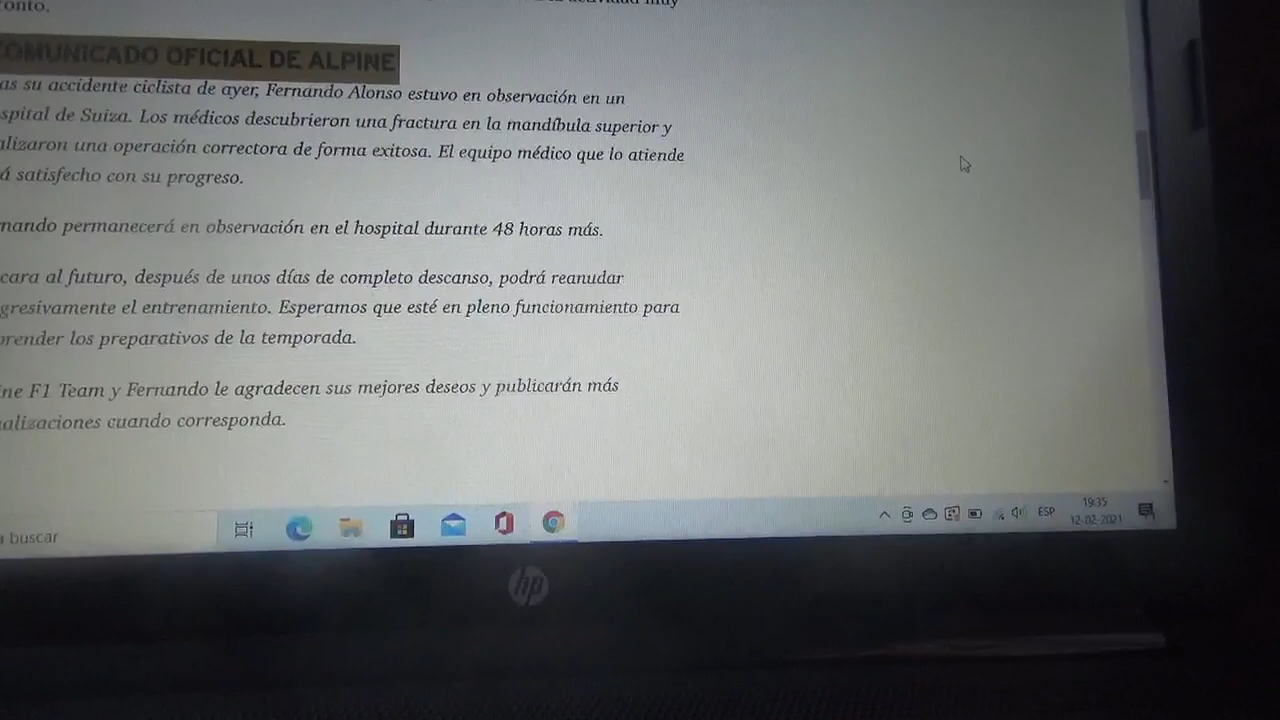 onto.
COMUNICADO OFICIAL DE ALPINE
as su accidente ciclista de ayer, Fernando Alonso estuvo en observación en un
spital de Suiza. Los médicos descubrieron una fractura en la mandíbula superior y
alizaron una operación correctora de forma exitosa. El equipo médico que lo atiende
á satisfecho con su progreso.
nando permanecerá en observación en el hospital durante 48 horas más.
cara al futuro, después de unos días de completo descanso, podrá reanudar
gresivamente el entrenamiento. Esperamos que esté en pleno funcionamiento para
prender los preparativos de la temporada.
ine F1 Team y Fernando le agradecen sus mejores deseos y publicarán más
ualizaciones cuando corresponda.
a buscar
ESP
19:35
12-02-2021
hp